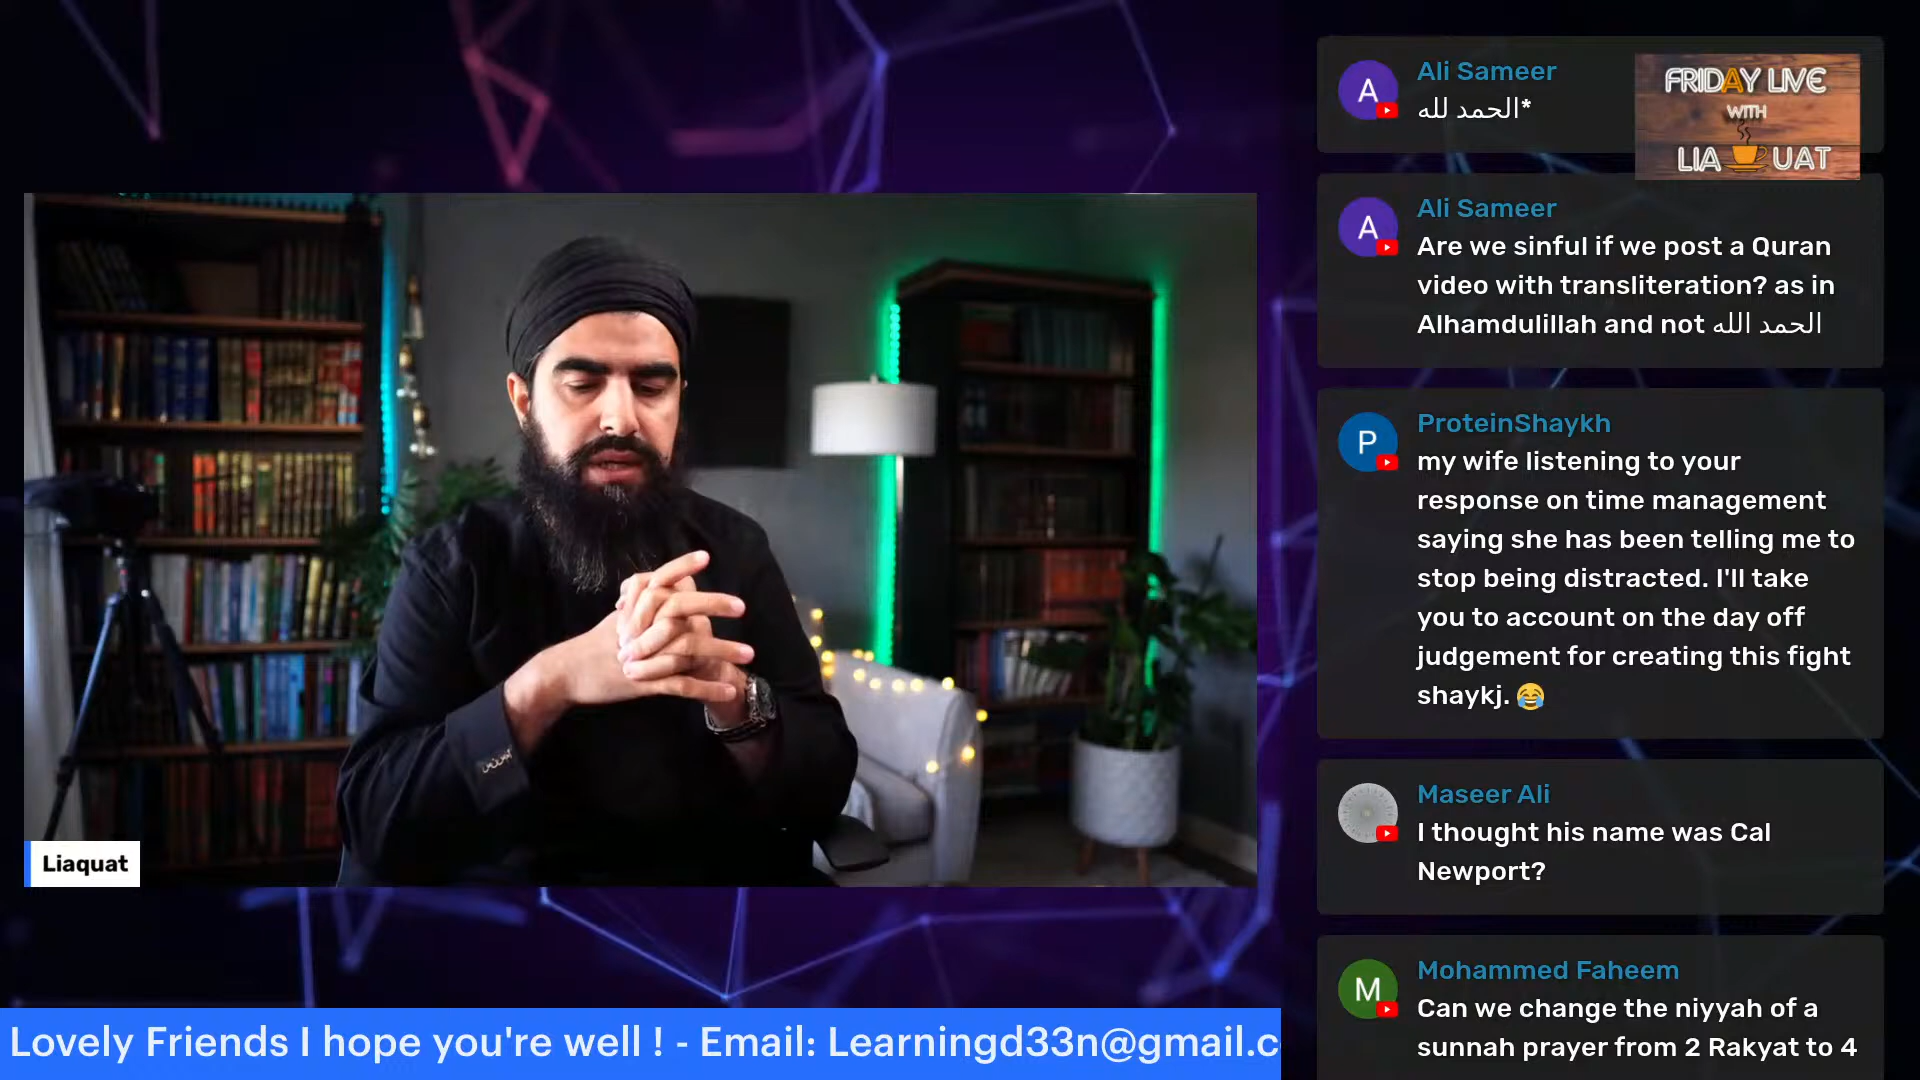 Ali Sameer
الحمد لله*
FRIDAY LIVE
WITH
LIA UAT
Ali Sameer
Are we sinful if we post a Quran
video with transliteration? as in
Alhamdulillah and not الحمد الله
ProteinShaykh
my wife listening to your
response on time management
saying she has been telling me to
stop being distracted. I'll take
you to account on the day off
judgement for creating this fight
shaykj. 😂
Maseer Ali
I thought his name was Cal
Newport?
Mohammed Faheem
Can we change the niyyah of a
sunnah prayer from 2 Rakyat to 4
Liaquat
Lovely Friends I hope you're well ! - Email: Learningd33n@gmail.c